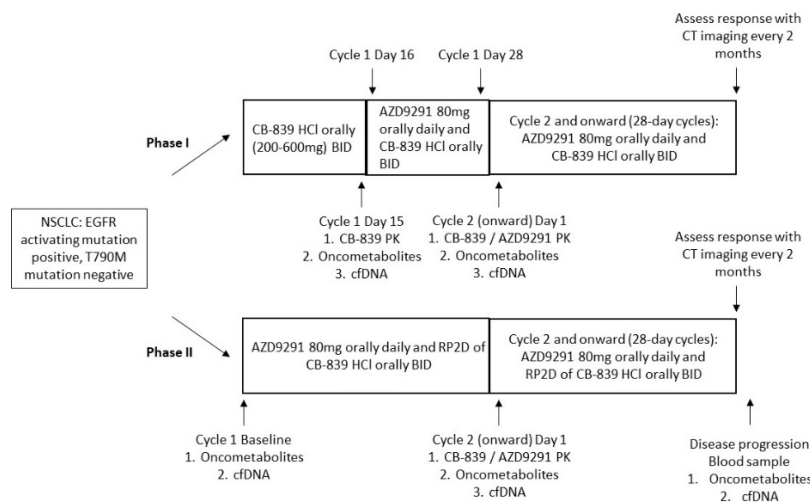 Assess response with
CT imaging every 2
months
Cycle 1 Day 16
Cycle 1 Day 28
Phase I
CB-839 HCl orally
(200-600mg) BID
AZD9291 80mg
orally daily and
CB-839 HCl orally
BID
Cycle 2 and onward (28-day cycles):
AZD9291 80mg orally daily and
CB-839 HCl orally BID
NSCLC: EGFR
activating mutation
positive, T790M
mutation negative
Cycle 1 Day 15
1. CB-839 PK
2. Oncometabolites
3. cfDNA
Cycle 2 (onward) Day 1
1. CB-839 / AZD9291 PK
2. Oncometabolites
3. cfDNA
Assess response with
CT imaging every 2
months
Phase II
AZD9291 80mg orally daily and RP2D of
CB-839 HCl orally BID
Cycle 2 and onward (28-day cycles):
AZD9291 80mg orally daily and
RP2D of CB-839 HCl orally BID
Cycle 1 Baseline
1. Oncometabolites
2. cfDNA
Cycle 2 (onward) Day 1
1. CB-839 / AZD9291 PK
2. Oncometabolites
3. cfDNA
Disease progression
Blood sample
1. Oncometabolites
2. cfDNA